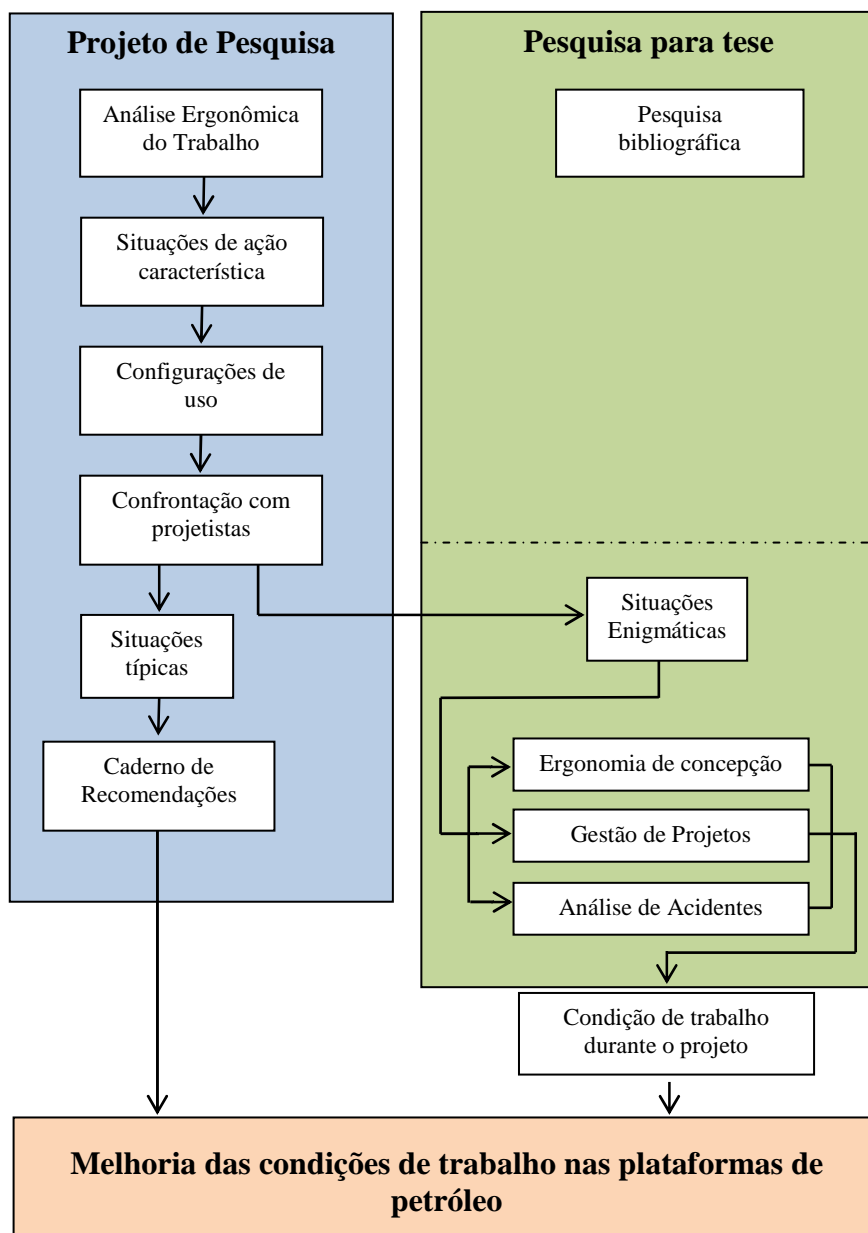 Projeto de Pesquisa
Análise Ergonômica
do Trabalho
Situações de ação
característica
Configurações de
uso
Confrontação com
projetistas
Situações
típicas
Caderno de
Recomendações
Pesquisa para tese
Pesquisa
bibliográfica
Situações
Enigmáticas
Ergonomia de concepção
Gestão de Projetos
Análise de Acidentes
Condição de trabalho
durante o projeto
Melhoria das condições de trabalho nas plataformas de
petróleo